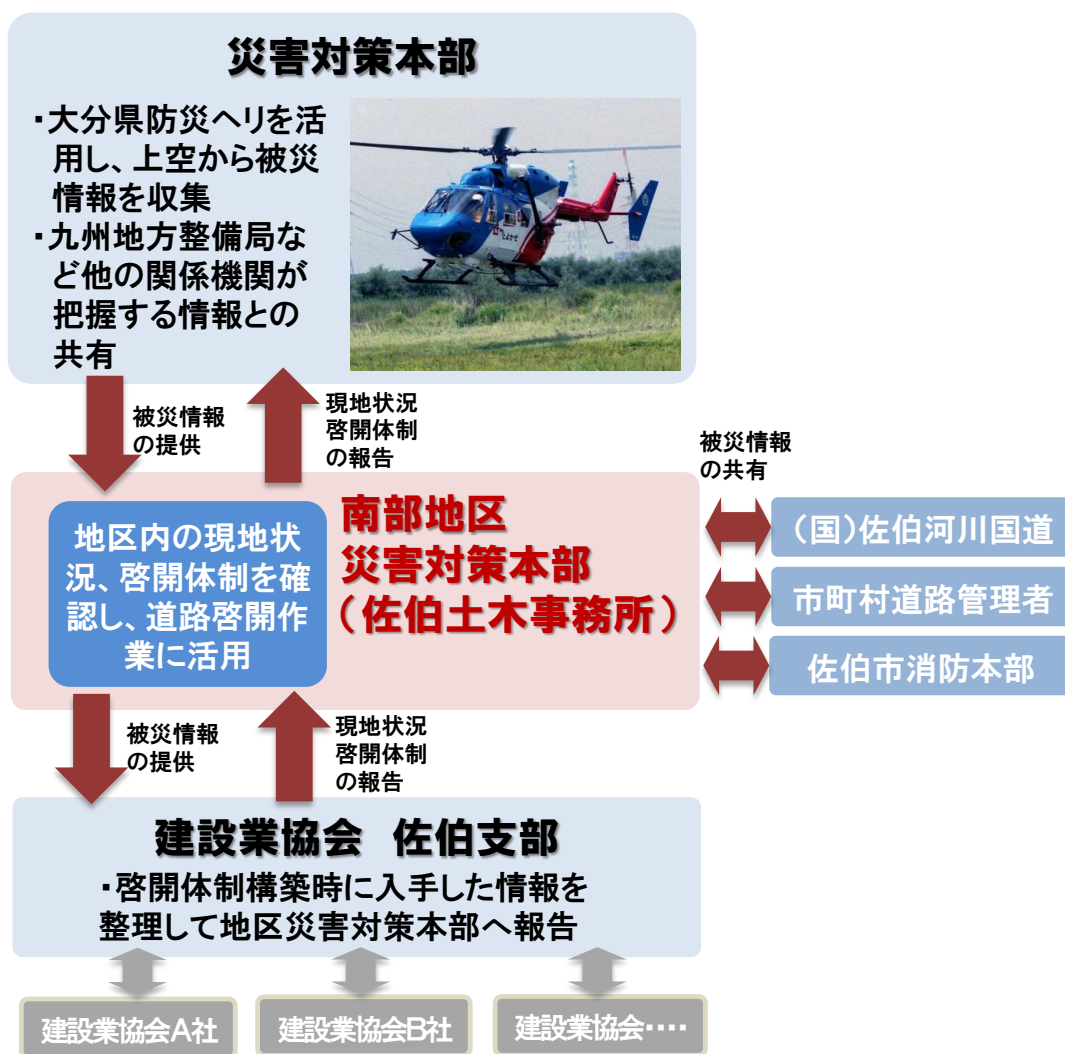 災害対策本部
・大分県防災ヘリを活
用し、上空から被災
情報を収集
・九州地方整備局な
ど他の関係機関が
把握する情報との
共有
被災情報
の提供
現地状況
啓開体制
の報告
被災情報
の共有
地区内の現地状
況、啓開体制を確
認し、道路啓開作
業に活用
南部地区
災害対策本部
（佐伯土木事務所）
（国）佐伯河川国道
市町村道路管理者
佐伯市消防本部
被災情報
の提供
現地状況
啓開体制
の報告
建設業協会　佐伯支部
・啓開体制構築時に入手した情報を
整理して地区災害対策本部へ報告
建設業協会A社
建設業協会B社
建設業協会‥‥